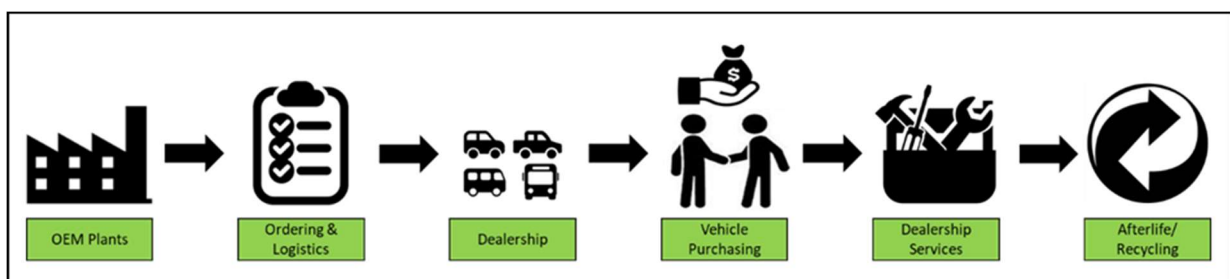 $
OEM Plants
Ordering &
Logistics
Dealership
Vehicle
Purchasing
Dealership
Services
Afterlife/
Recycling